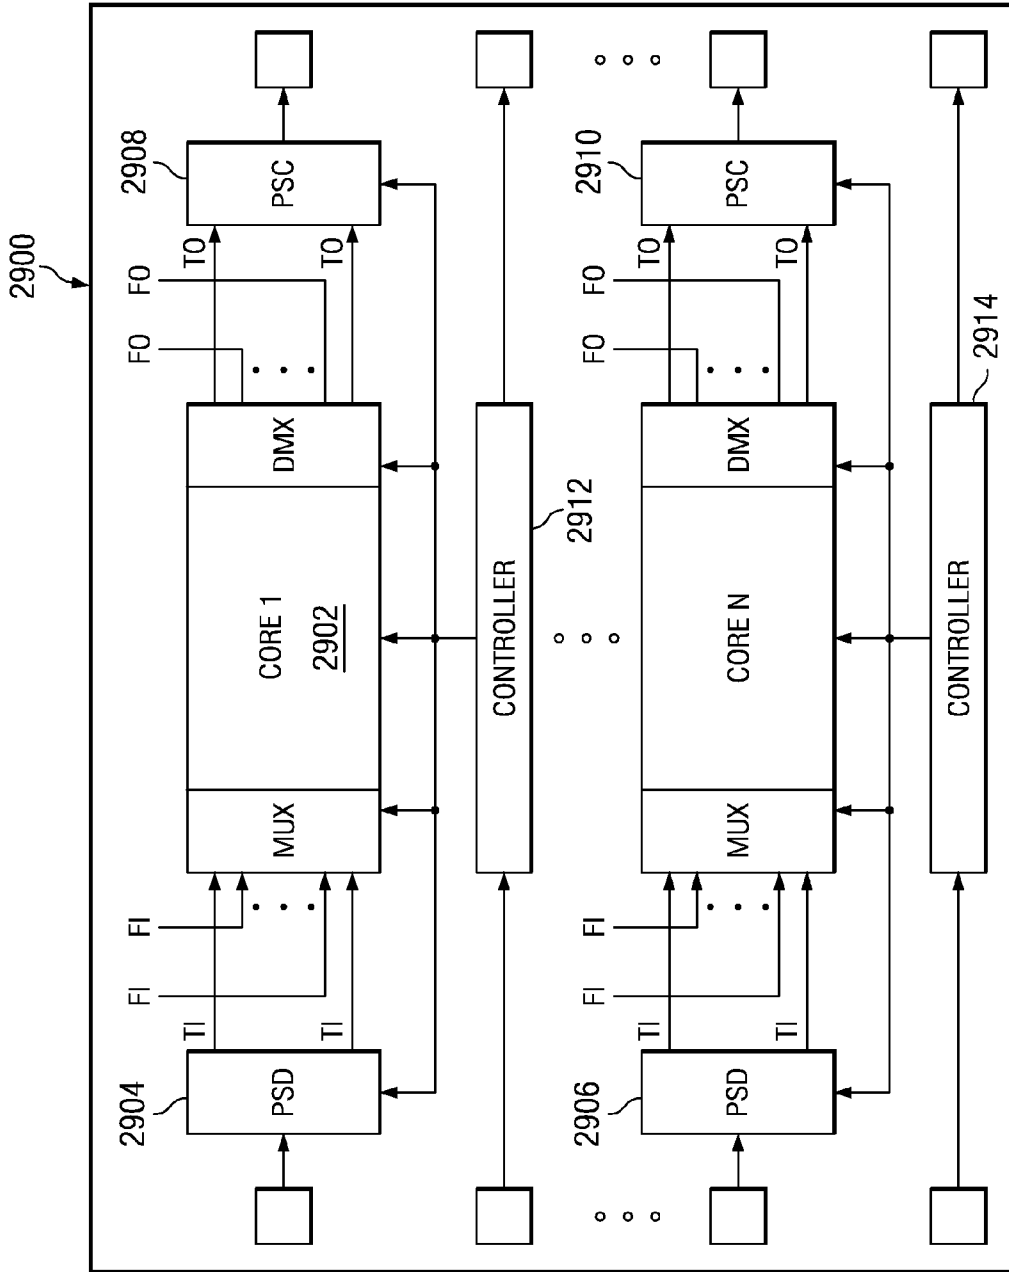 2900
2908
PSC
TO
TO
FO
FO
DMX
CORE 1
2902
MUX
FI
FI
TI
TI
PSD
2904
CONTROLLER
2912
2910
PSC
TO
TO
FO
FO
DMX
CORE N
MUX
FI
FI
TI
TI
PSD
2906
CONTROLLER
2914